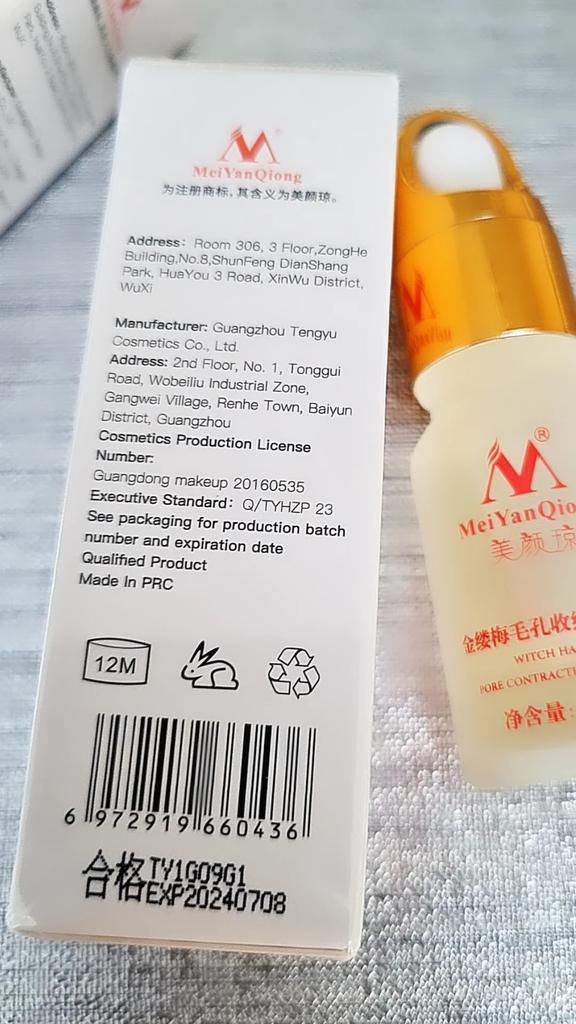 MeiYanQiong
为注册商标，其含义为美颜琼。
Address: Room 306, 3 Floor,ZongHe
Building,No.8,ShunFeng DianShang
Park, HuaYou 3 Road, XinWu District,
WuXi
Manufacturer: Guangzhou Tengyu
Cosmetics Co., Ltd.
Address: 2nd Floor, No. 1, Tonggui
Road, Wobeiliu Industrial Zone,
Gangwei Village, Renhe Town, Baiyun
District, Guangzhou
Cosmetics Production License
Number:
Guangdong makeup 20160535
Executive Standard: Q/TYHZP 23
See packaging for production batch
number and expiration date
Qualified Product
Made In PRC
12M
6 972919 660436
合格 TY1G09G1
EXP20240708
®
MeiYanQio
美颜琼
金缕梅毛孔收
WITCH HA
PORE CONTRACTI
净含量: